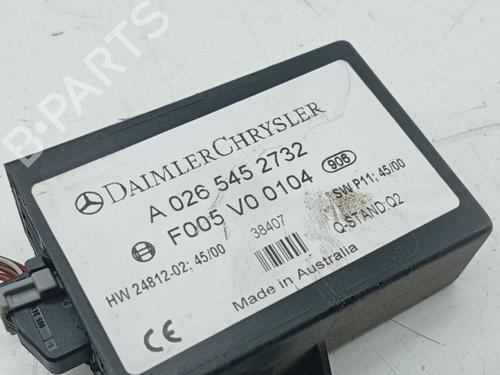 B-PARTS
DAIMLERCHRYSLER
A 026 545 2732
F005 V0 0104
906
HW 24812-02; 45/00
38407
SW P11; 45/00
Q-STAND:Q2
Made in Australia
CE